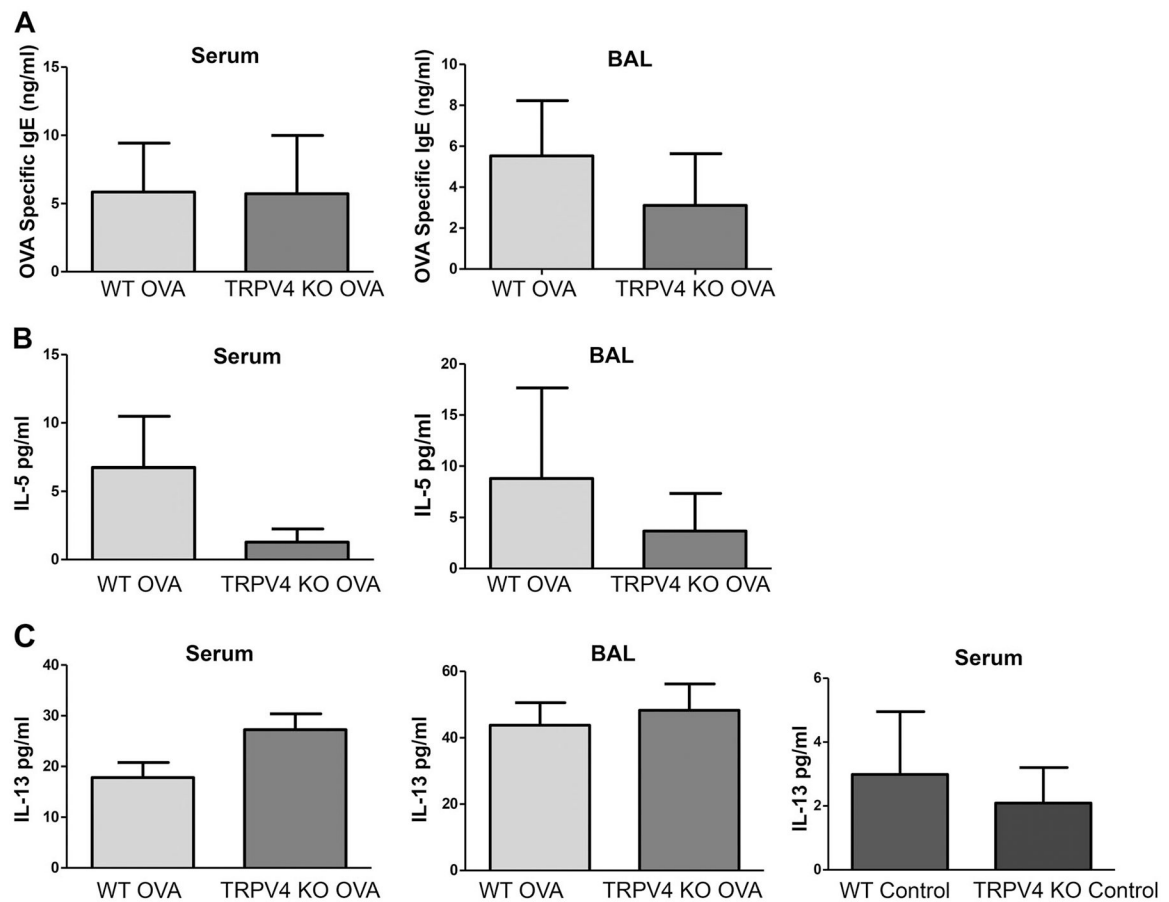 A
Serum
OVA Specific IgE (ng/ml)
15
10
5
0
WT OVA
TRPV4 KO OVA
BAL
OVA Specific IgE (ng/ml)
10
8
6
4
2
0
WT OVA
TRPV4 KO OVA
B
Serum
IL-5 pg/ml
15
10
5
0
WT OVA
TRPV4 KO OVA
BAL
IL-5 pg/ml
20
15
10
5
0
WT OVA
TRPV4 KO OVA
C
Serum
IL-13 pg/ml
40
30
20
10
0
WT OVA
TRPV4 KO OVA
BAL
IL-13 pg/ml
60
40
20
0
WT OVA
TRPV4 KO OVA
Serum
IL-13 pg/ml
6
4
2
0
WT Control
TRPV4 KO Control